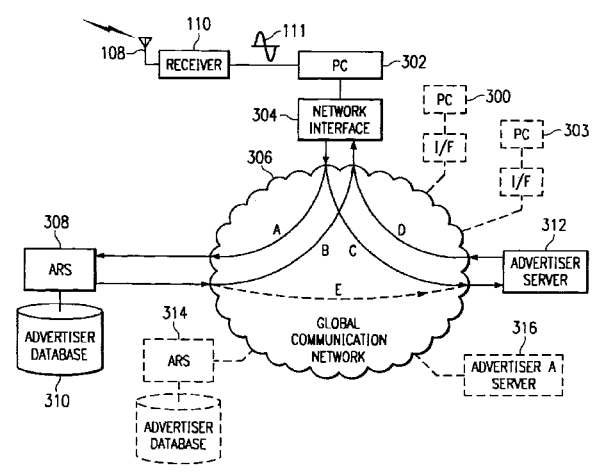 110
111
108
RECEIVER
PC
302
304
NETWORK
INTERFACE
PC
300
I/F
PC
303
I/F
306
308
ARS
A
B
C
D
E
312
ADVERTISER
SERVER
ADVERTISER
DATABASE
310
GLOBAL
COMMUNICATION
NETWORK
314
ARS
ADVERTISER
DATABASE
316
ADVERTISER A
SERVER